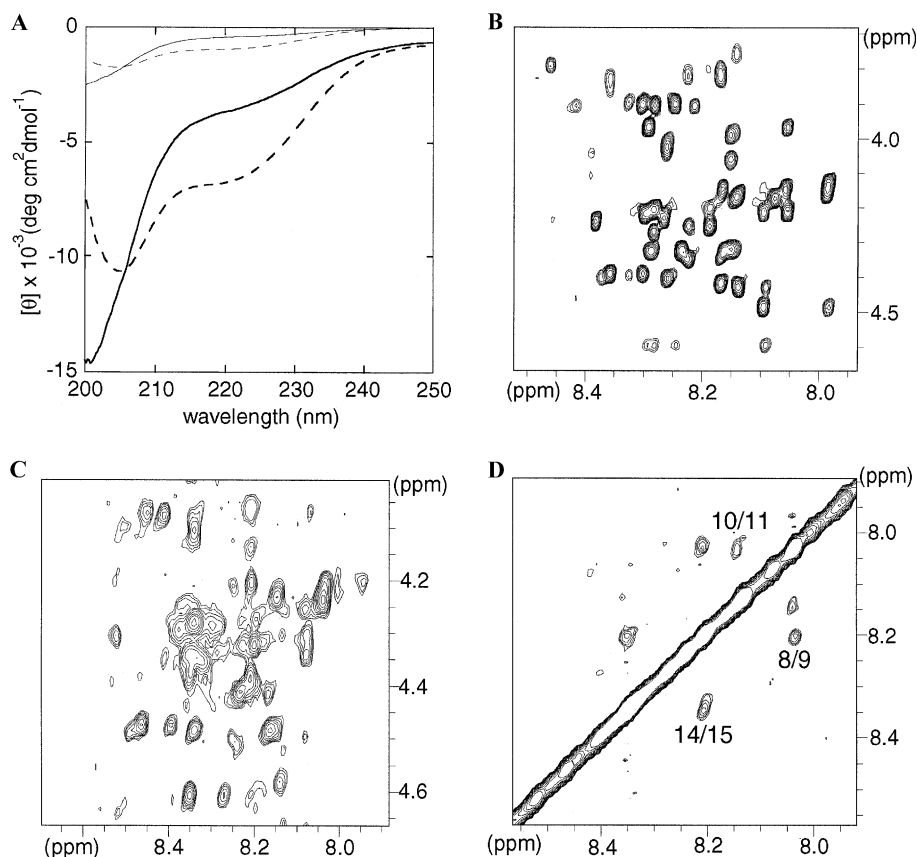 A
0
-5
-10
-15
[θ] x 10⁻³ (deg cm² dmol⁻¹)
200 210 220 230 240 250
wavelength (nm)
B
(ppm)
4.0
4.5
(ppm) 8.4 8.2 8.0
C
(ppm)
4.2
4.4
4.6
(ppm) 8.4 8.2 8.0
D
(ppm)
10/11
8.0
8.2
8/9
14/15
8.4
(ppm) 8.4 8.2 8.0